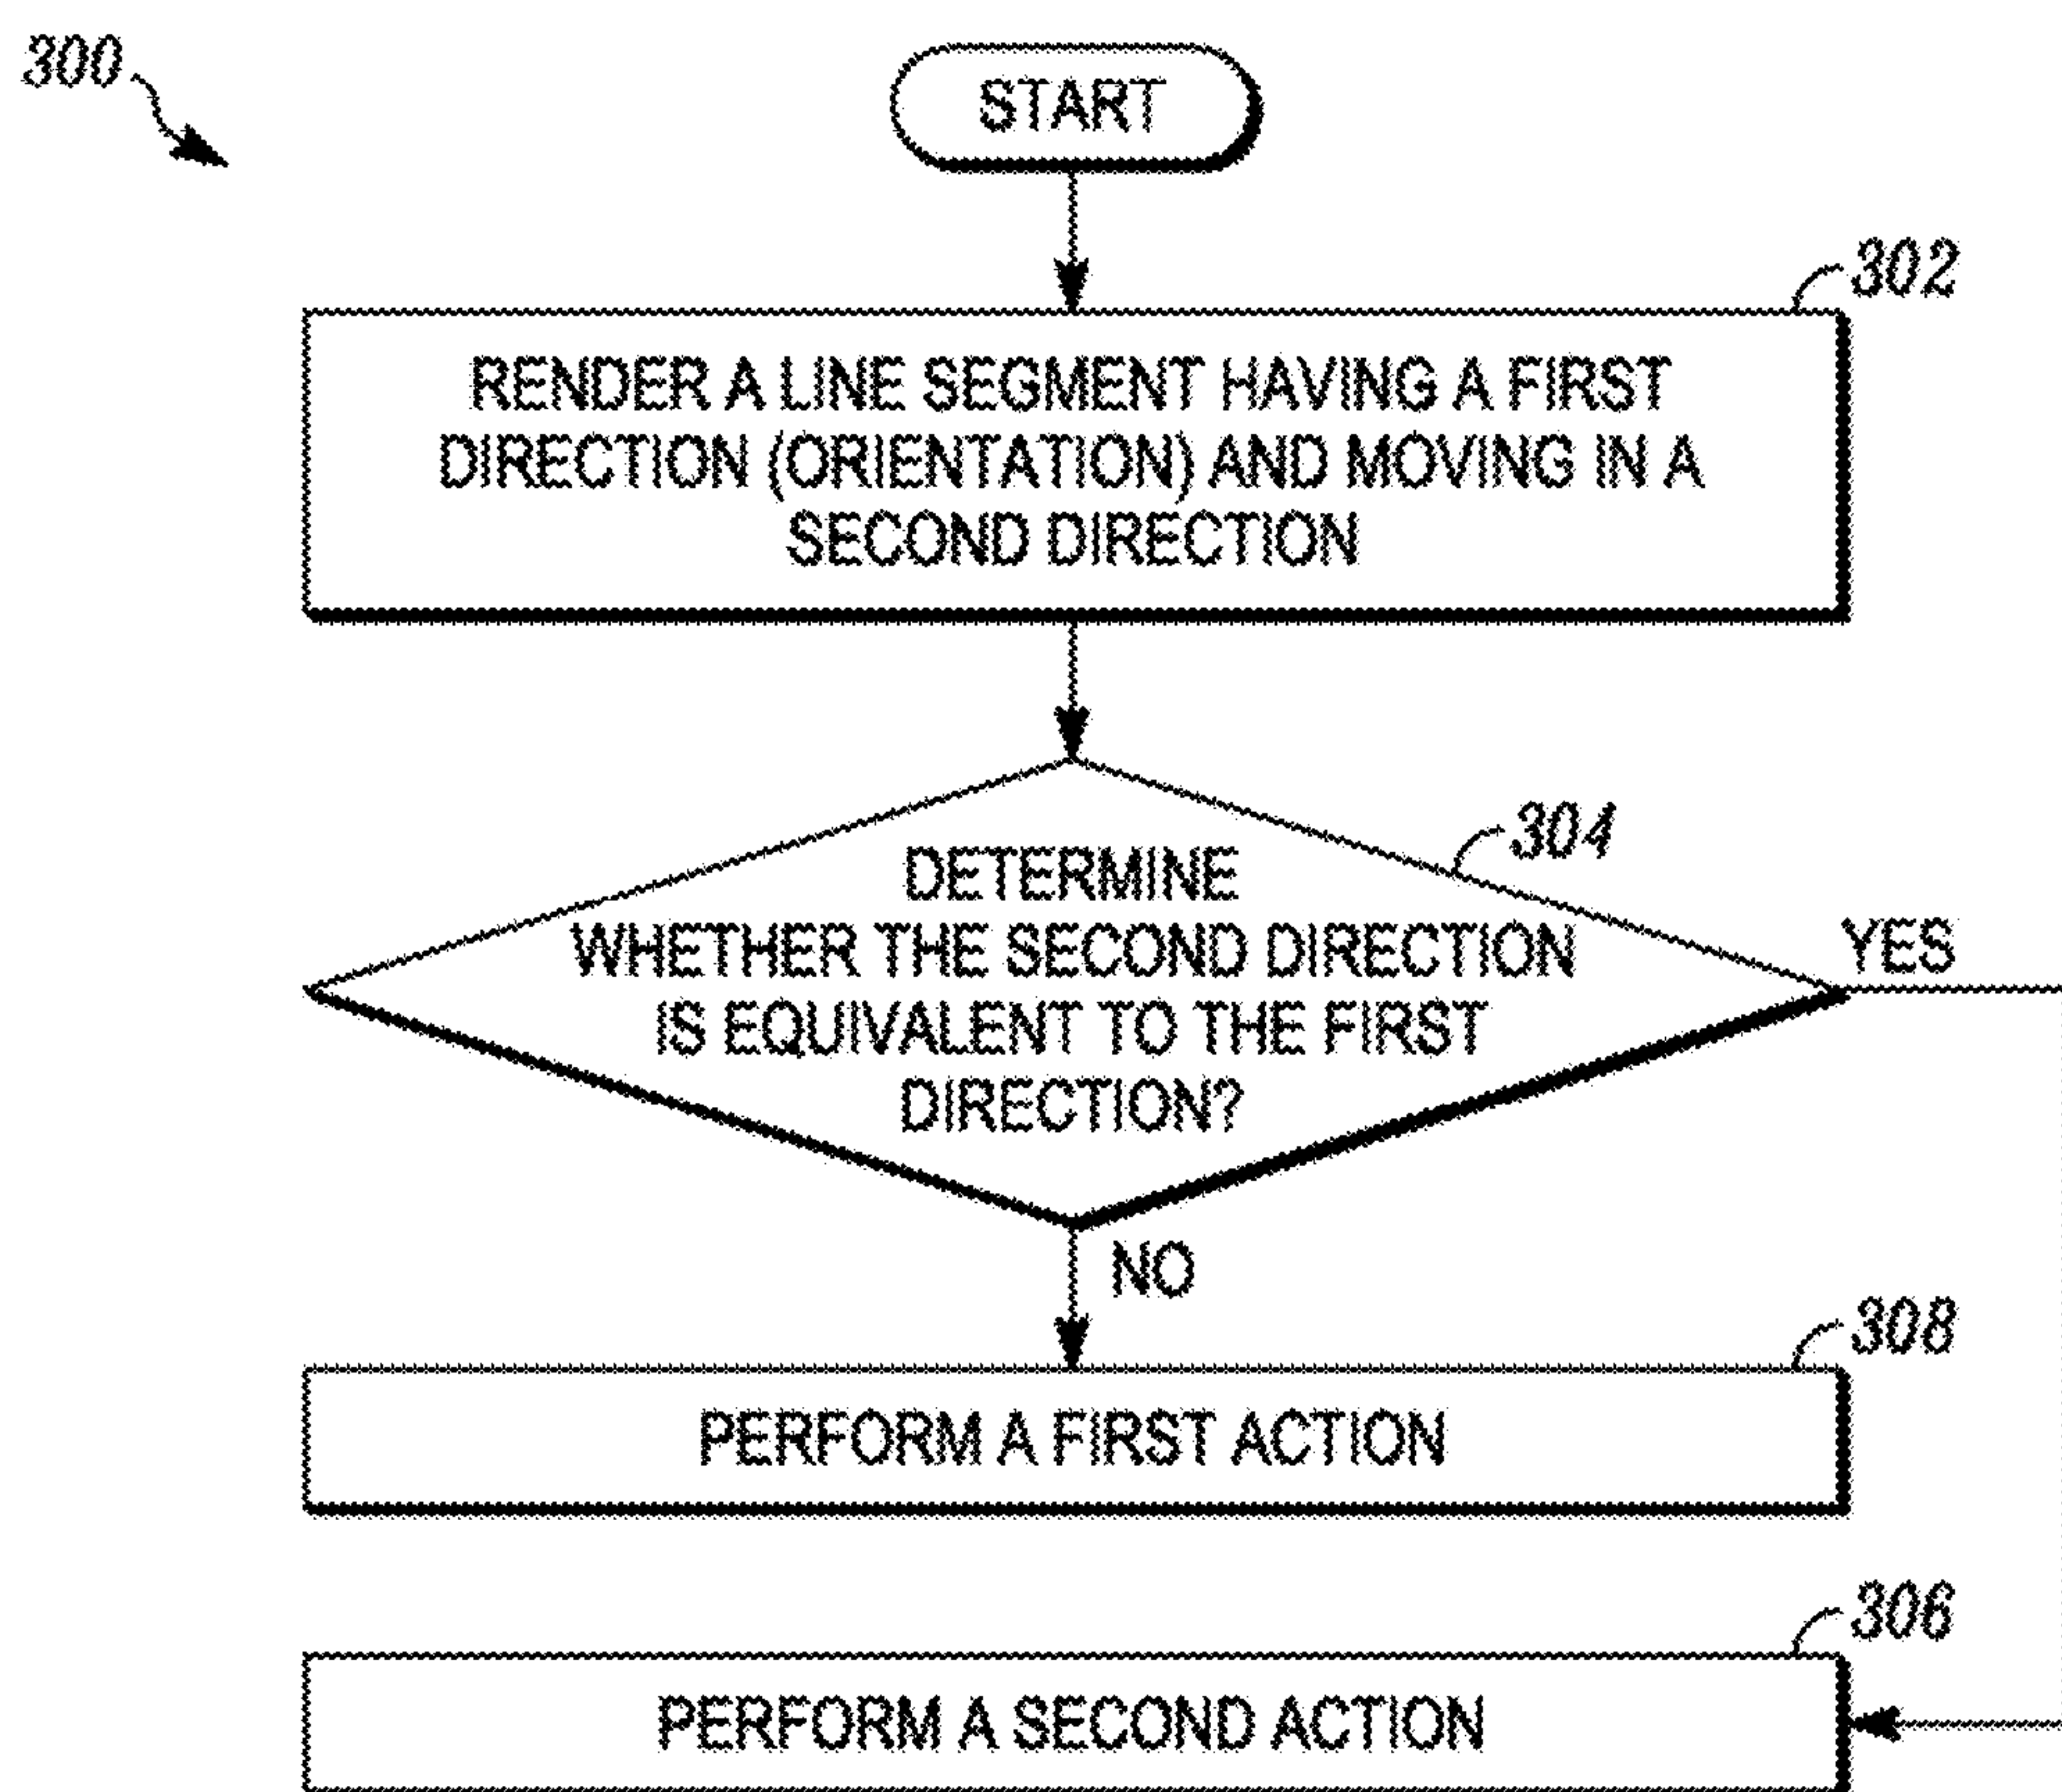 300
START
302
RENDER A LINE SEGMENT HAVING A FIRST
DIRECTION (ORIENTATION) AND MOVING IN A
SECOND DIRECTION
304
DETERMINE
WHETHER THE SECOND DIRECTION
IS EQUIVALENT TO THE FIRST
DIRECTION?
YES
NO
308
PERFORM A FIRST ACTION
306
PERFORM A SECOND ACTION